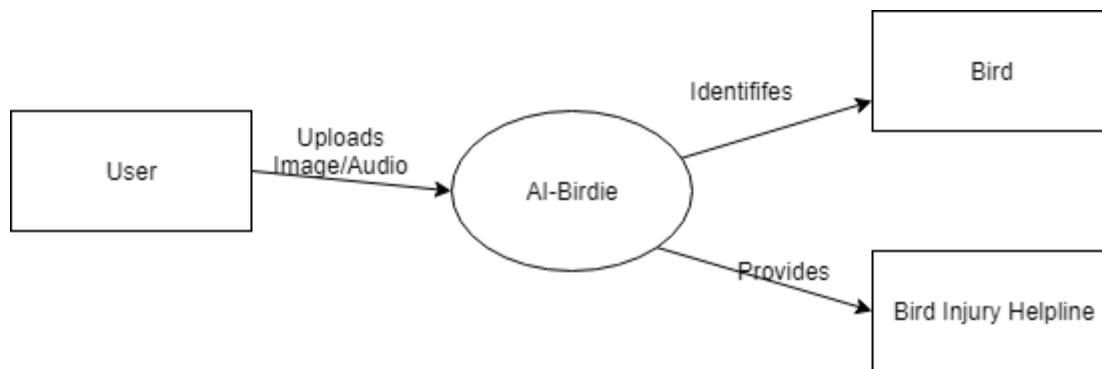 User
Uploads
Image/Audio
AI-Birdie
Identififes
Bird
Provides
Bird Injury Helpline